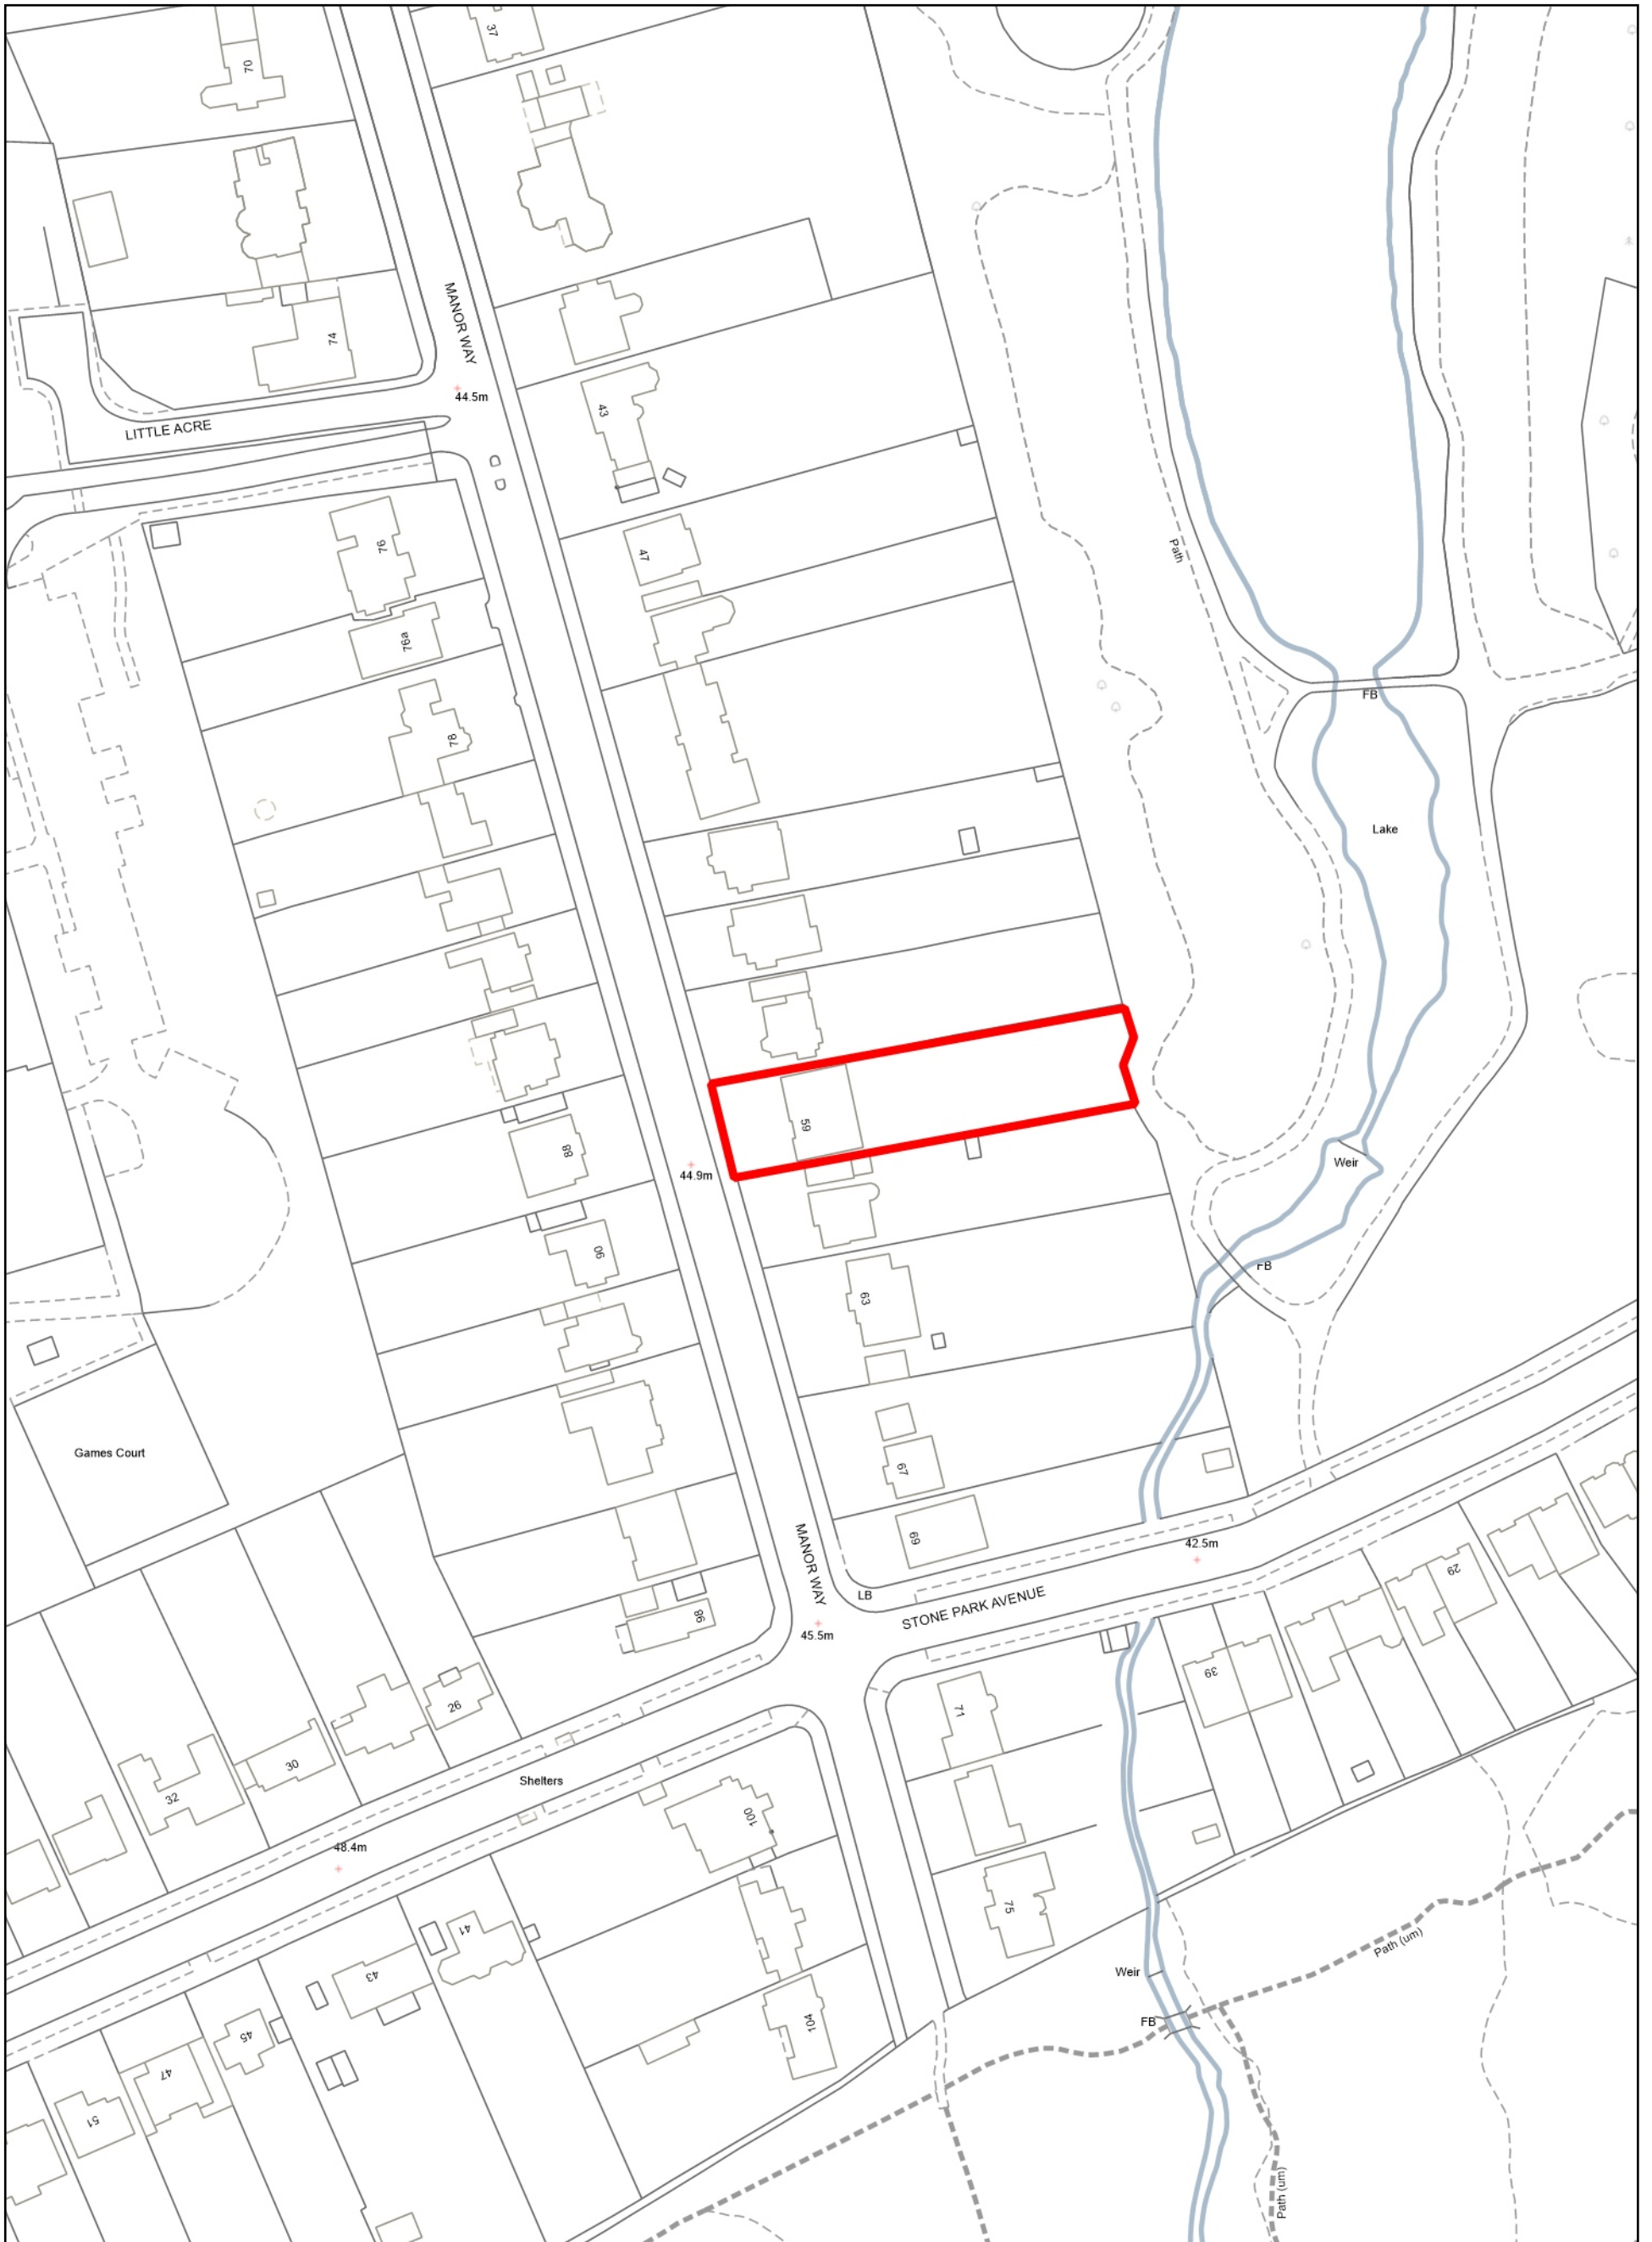 37
70
MANOR WAY
74
44.5m
43
LITTLE ACRE
47
Path
76
76a
FB
78
Lake
59
88
44.9m
Weir
90
FB
63
Games Court
67
69
MANOR WAY
42.5m
LB
STONE PARK AVENUE
29
98
45.5m
39
26
71
30
Shelters
32
100
48.4m
75
41
Path (um)
43
Weir
104
FB
45
47
51
Path (um)